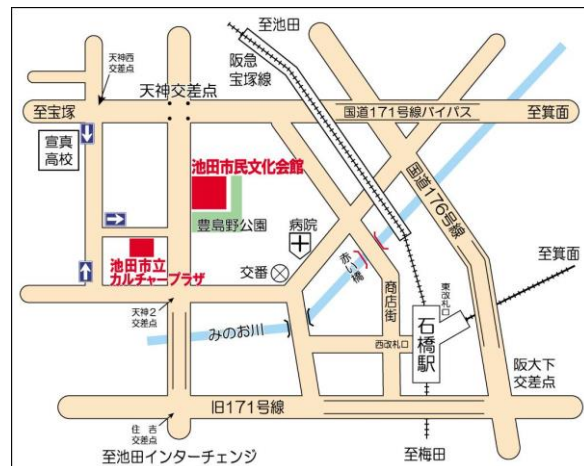 至池田
天神西
交差点
阪急
宝塚線
天神交差点
至宝塚
国道171号線バイパス
至箕面
宣真
高校
池田市民文化会館
国道176号線
豊島野公園
病院
至箕面
池田市立
カルチャープラザ
交番
赤い橋
商店街
東改札口
天神2
交差点
みのお川
石橋駅
西改札口
阪大下
交差点
旧171号線
住吉
交差点
至池田インターチェンジ
至梅田